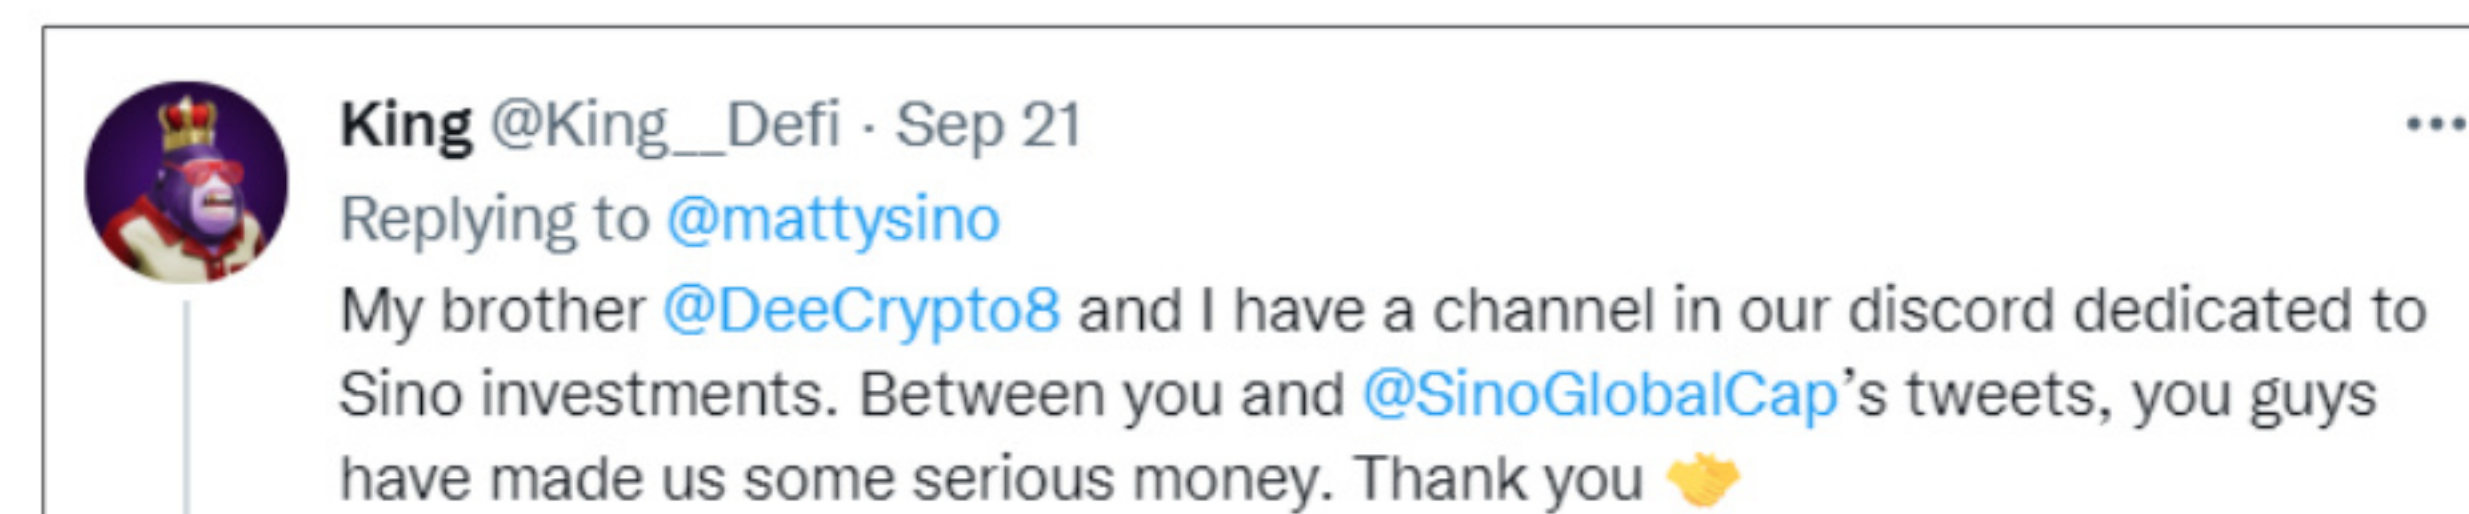 King @King__Defi · Sep 21
Replying to @mattysino
My brother @DeeCrypto8 and I have a channel in our discord dedicated to
Sino investments. Between you and @SinoGlobalCap’s tweets, you guys
have made us some serious money. Thank you 🤝